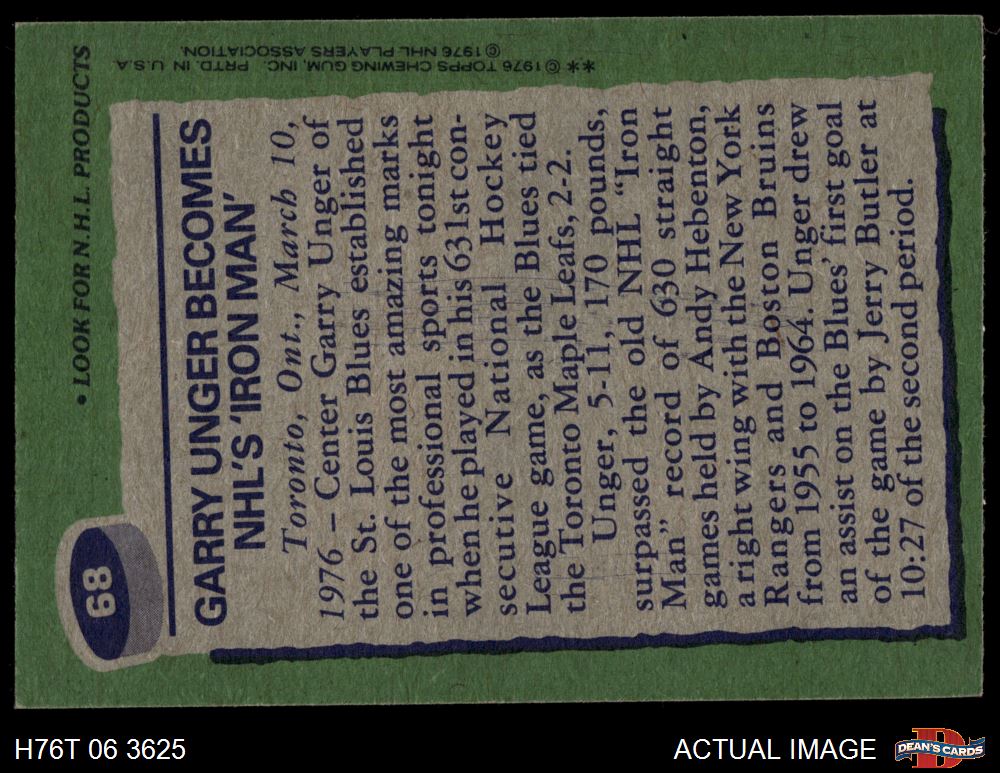 68
• LOOK FOR N.H.L. PRODUCTS
GARRY UNGER BECOMES
NHL'S 'IRON MAN'
Toronto, Ont., March 10,
1976 – Center Garry Unger of
the St. Louis Blues established
one of the most amazing marks
in professional sports tonight
when he played in his 631st con-
secutive National Hockey
League game, as the Blues tied
the Toronto Maple Leafs, 2-2.
Unger, 5-11, 170 pounds,
surpassed the old NHL "Iron
Man" record of 630 straight
games held by Andy Hebenton,
a right wing with the New York
Rangers and Boston Bruins
from 1955 to 1964. Unger drew
an assist on the Blues' first goal
of the game by Jerry Butler at
10:27 of the second period.
**© 1976 TOPPS CHEWING GUM, INC. PRTD. IN U.S.A.
© 1976 NHL PLAYERS ASSOCIATION.
H76T 06 3625
ACTUAL IMAGE
D
DEAN'S CARDS